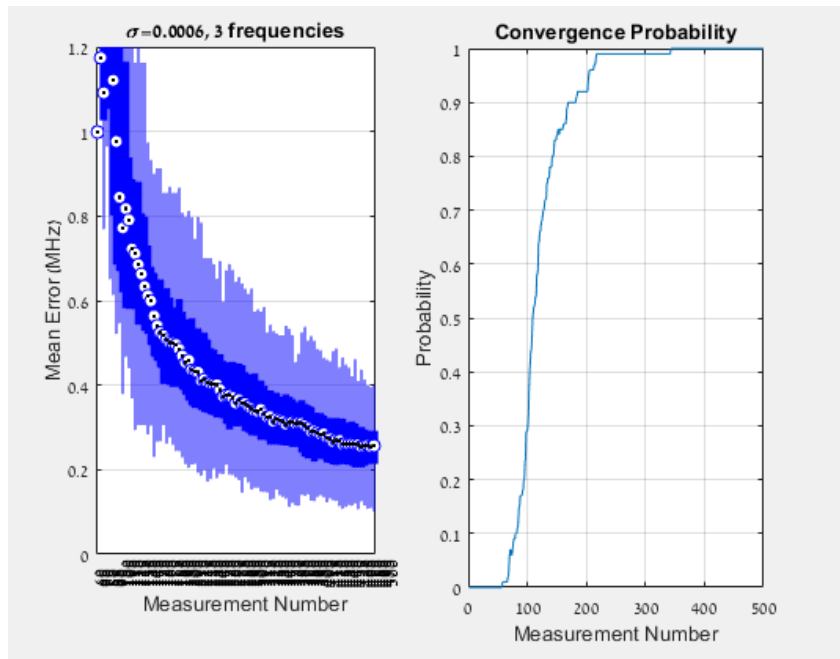 σ=0.0006, 3 frequencies
Mean Error (MHz)
1.2
1
0.8
0.6
0.4
0.2
0
Measurement Number
Convergence Probability
Probability
1
0.9
0.8
0.7
0.6
0.5
0.4
0.3
0.2
0.1
0
0 100 200 300 400 500
Measurement Number